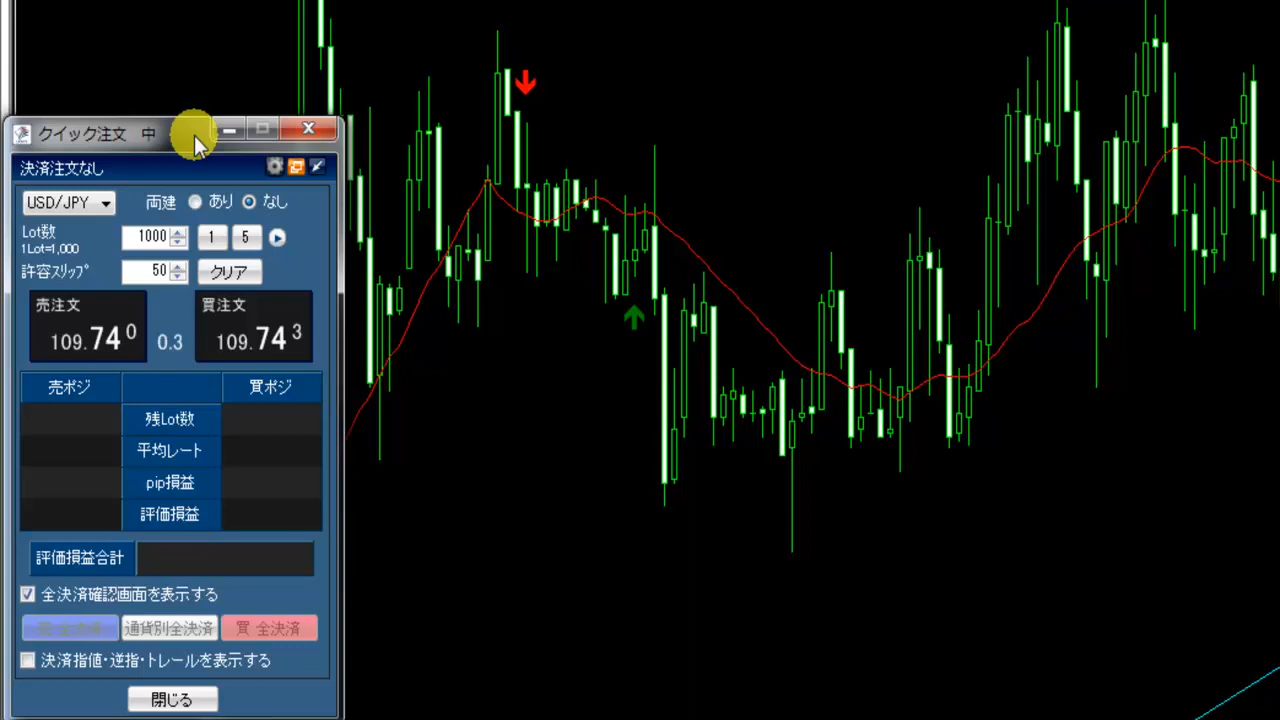 クイック注文 中
決済注文なし
USD/JPY 両建 あり なし
Lot数 1000 1 5
1Lot=1,000
許容スリップ 50 クリア
売注文 買注文
109.740 0.3 109.743
売ポジ 買ポジ
残Lot数
平均レート
pip損益
評価損益
評価損益合計
全決済確認画面を表示する
通貨別全決済 買 全決済
決済指値・逆指・トレールを表示する
閉じる